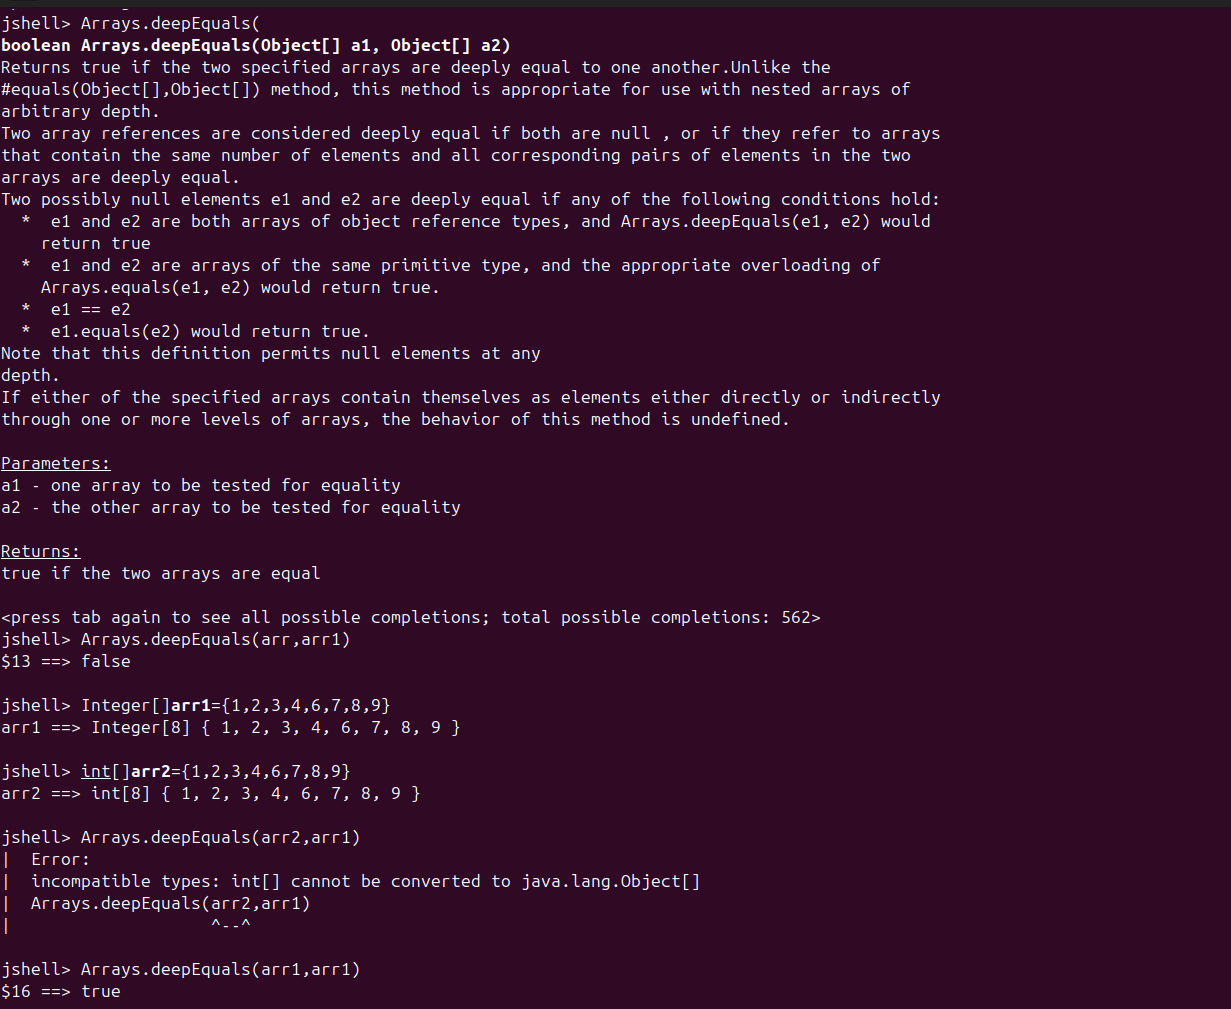 jshell> Arrays.deepEquals(
boolean Arrays.deepEquals(Object[] a1, Object[] a2)
Returns true if the two specified arrays are deeply equal to one another.Unlike the
#equals(Object[],Object[]) method, this method is appropriate for use with nested arrays of
arbitrary depth.
Two array references are considered deeply equal if both are null , or if they refer to arrays
that contain the same number of elements and all corresponding pairs of elements in the two
arrays are deeply equal.
Two possibly null elements e1 and e2 are deeply equal if any of the following conditions hold:
  *  e1 and e2 are both arrays of object reference types, and Arrays.deepEquals(e1, e2) would
    return true
  *  e1 and e2 are arrays of the same primitive type, and the appropriate overloading of
    Arrays.equals(e1, e2) would return true.
  *  e1 == e2
  *  e1.equals(e2) would return true.
Note that this definition permits null elements at any
depth.
If either of the specified arrays contain themselves as elements either directly or indirectly
through one or more levels of arrays, the behavior of this method is undefined.

Parameters:
a1 - one array to be tested for equality
a2 - the other array to be tested for equality

Returns:
true if the two arrays are equal

<press tab again to see all possible completions; total possible completions: 562>
jshell> Arrays.deepEquals(arr,arr1)
$13 ==> false

jshell> Integer[]arr1={1,2,3,4,6,7,8,9}
arr1 ==> Integer[8] { 1, 2, 3, 4, 6, 7, 8, 9 }

jshell> int[]arr2={1,2,3,4,6,7,8,9}
arr2 ==> int[8] { 1, 2, 3, 4, 6, 7, 8, 9 }

jshell> Arrays.deepEquals(arr2,arr1)
|  Error:
|  incompatible types: int[] cannot be converted to java.lang.Object[]
|  Arrays.deepEquals(arr2,arr1)
|                    ^--^

jshell> Arrays.deepEquals(arr1,arr1)
$16 ==> true